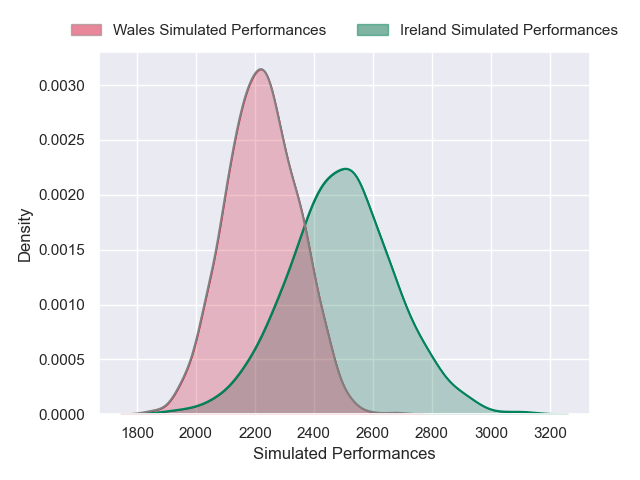 Wales Simulated Performances Ireland Simulated Performances
0.0030
0.0025
0.0020
0.0015
0.0010
0.0005
0.0000
Density
1800 2000 2200 2400 2600 2800 3000 3200
Simulated Performances